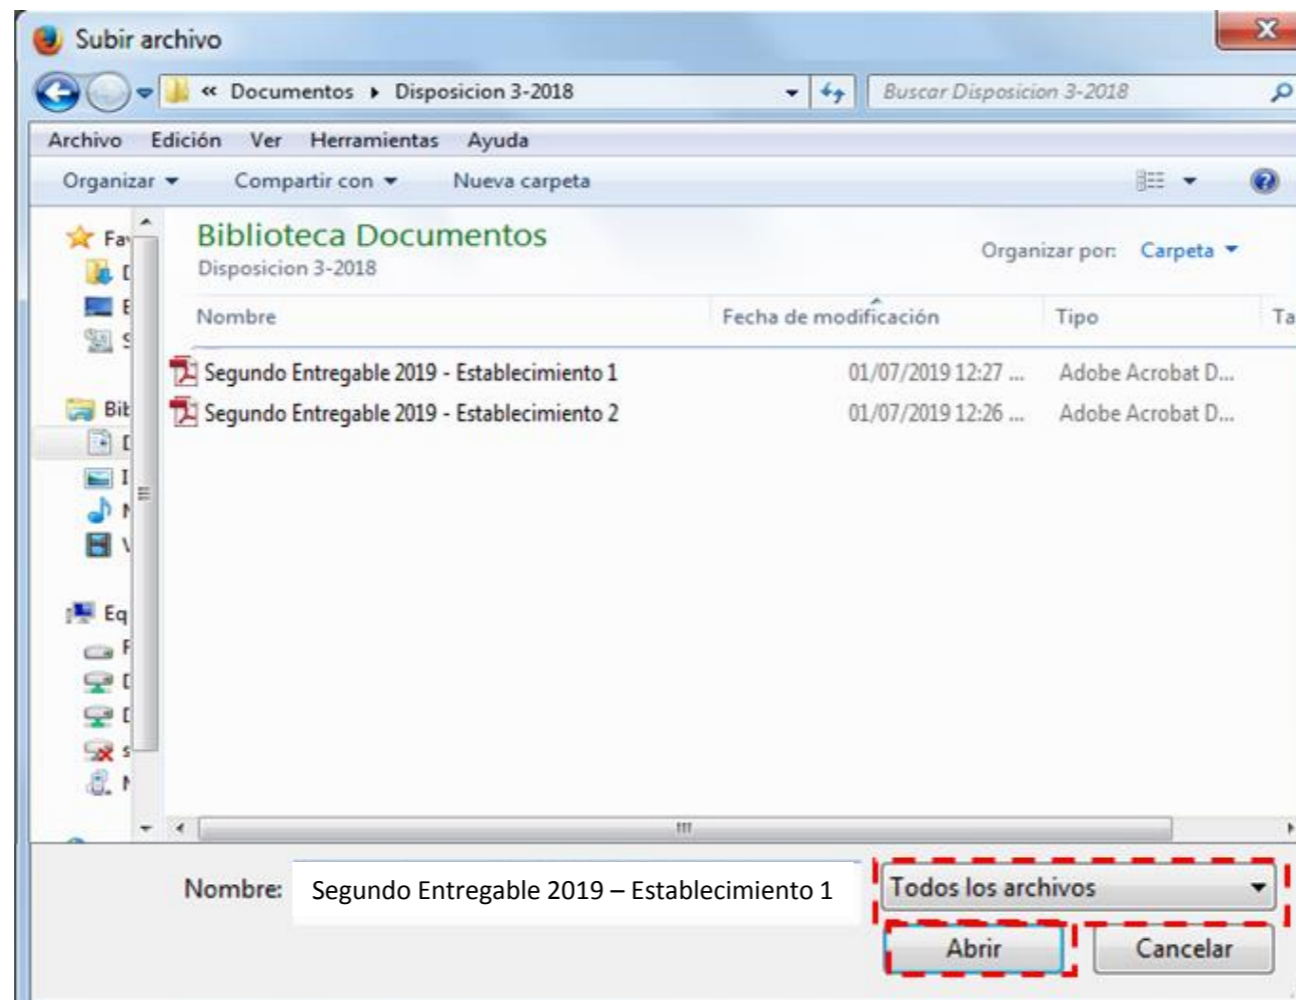 Subir archivo
« Documentos ▸ Disposicion 3-2018
Buscar Disposicion 3-2018
Archivo Edición Ver Herramientas Ayuda
Organizar Compartir con Nueva carpeta
Biblioteca Documentos
Disposicion 3-2018
Organizar por: Carpeta
Nombre Fecha de modificación Tipo Ta
Segundo Entregable 2019 - Establecimiento 1 01/07/2019 12:27 ... Adobe Acrobat D...
Segundo Entregable 2019 - Establecimiento 2 01/07/2019 12:26 ... Adobe Acrobat D...
Bib
Eq
Nombre: Segundo Entregable 2019 – Establecimiento 1 Todos los archivos
Abrir Cancelar